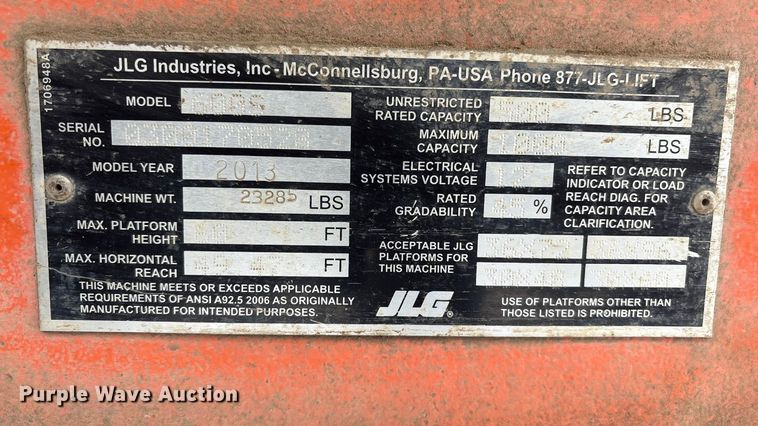 1706948A
JLG Industries, Inc - McConnellsburg, PA-USA Phone 877-JLG-LIFT
MODEL
SERIAL
NO.
MODEL YEAR 2013
MACHINE WT. 23285 LBS
MAX. PLATFORM
HEIGHT FT
MAX. HORIZONTAL
REACH FT
THIS MACHINE MEETS OR EXCEEDS APPLICABLE
REQUIREMENTS OF ANSI A92.5 2006 AS ORIGINALLY
MANUFACTURED FOR INTENDED PURPOSES.
UNRESTRICTED
RATED CAPACITY LBS
MAXIMUM
CAPACITY LBS
ELECTRICAL
SYSTEMS VOLTAGE 12
RATED
GRADABILITY 45 %
REFER TO CAPACITY
INDICATOR OR LOAD
REACH DIAG. FOR
CAPACITY AREA
CLARIFICATION.
ACCEPTABLE JLG
PLATFORMS FOR
THIS MACHINE
JLG®
USE OF PLATFORMS OTHER THAN
THOSE LISTED IS PROHIBITED.
Purple Wave Auction